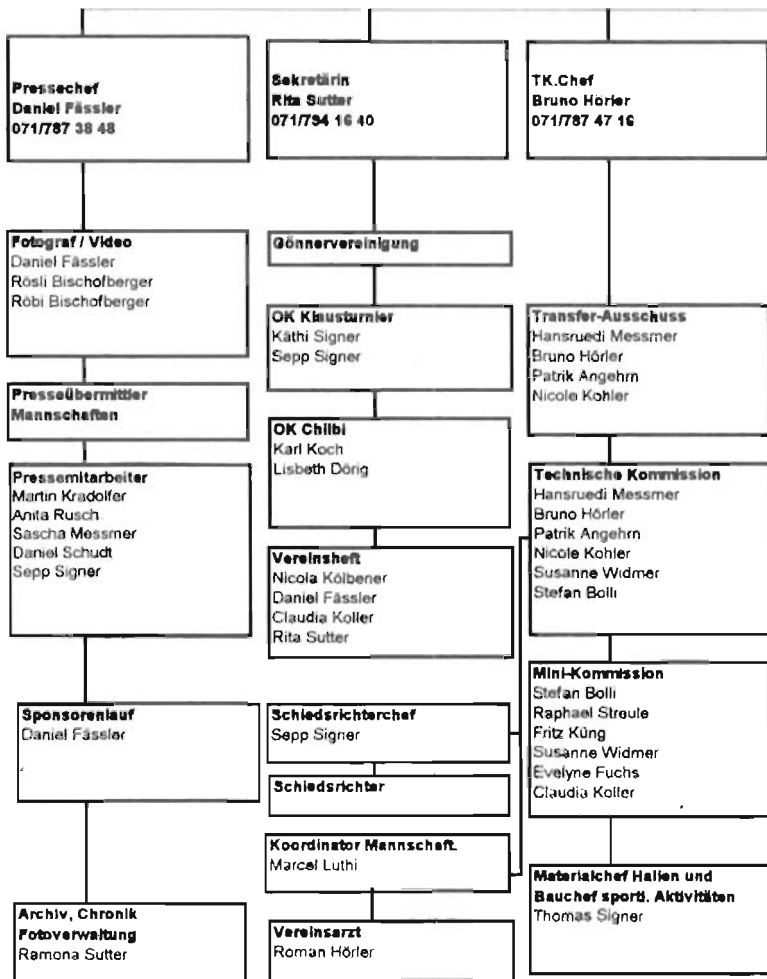 Pressechef
Daniel Fässler
071/787 38 48
Fotograf / Video
Daniel Fässler
Rösli Bischofberger
Röbi Bischofberger
Presseübermittler
Mannschaften
Pressemitarbeiter
Martin Kradolfer
Anita Rusch
Sascha Messmer
Daniel Schudt
Sepp Signer
Sponsorenlauf
Daniel Fässler
Archiv, Chronik
Fotoverwaltung
Ramona Sutter
Sekretärin
Rita Sutter
071/794 16 40
Gönnervereinigung
OK Klausturnier
Käthi Signer
Sepp Signer
OK Chilbi
Karl Koch
Lisbeth Dörig
Vereinsheft
Nicola Kölbener
Daniel Fässler
Claudia Koller
Rita Sutter
Schiedsrichterchef
Sepp Signer
Schiedsrichter
Koordinator Mannschaft.
Marcel Luthi
Vereinsarzt
Roman Hörler
TK.Chef
Bruno Hörler
071/787 47 16
Transfer-Ausschuss
Hansruedi Messmer
Bruno Hörler
Patrik Angehrn
Nicole Kohler
Technische Kommission
Hansruedi Messmer
Bruno Hörler
Patrik Angehrn
Nicole Kohler
Susanne Widmer
Stefan Bolli
Mini-Kommission
Stefan Bolli
Raphael Streule
Fritz Küng
Susanne Widmer
Evelyne Fuchs
Claudia Koller
Materialchef Hallen und
Bauchef sportl. Aktivitäten
Thomas Signer